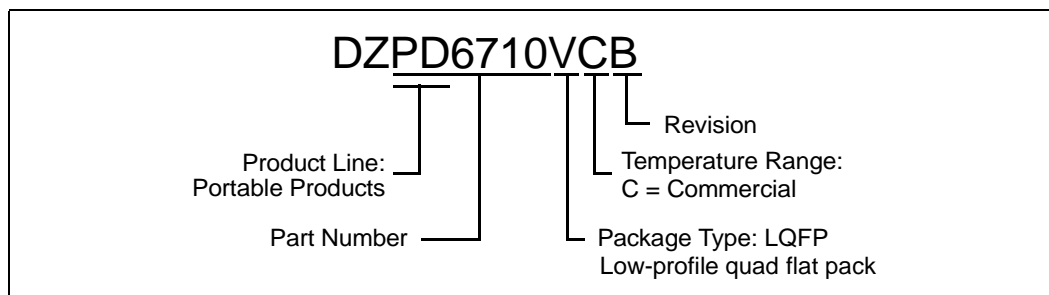 DZPD6710VCB
Revision
Product Line:
Portable Products
Temperature Range:
C = Commercial
Part Number
Package Type: LQFP
Low-profile quad flat pack